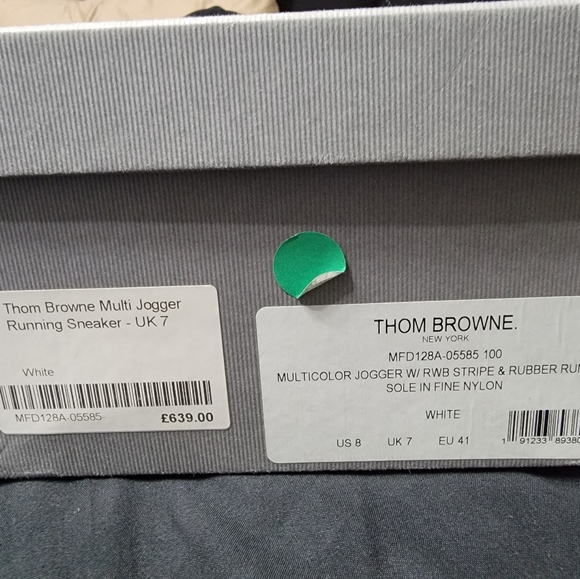 Thom Browne Multi Jogger
Running Sneaker - UK 7
White
MFD128A-05585-
£639.00
THOM BROWNE.
NEW YORK
MFD128A-05585 100
MULTICOLOR JOGGER W/ RWB STRIPE & RUBBER
SOLE IN FINE NYLON
WHITE
US 8 UK 7 EU 41
1 91233 89380